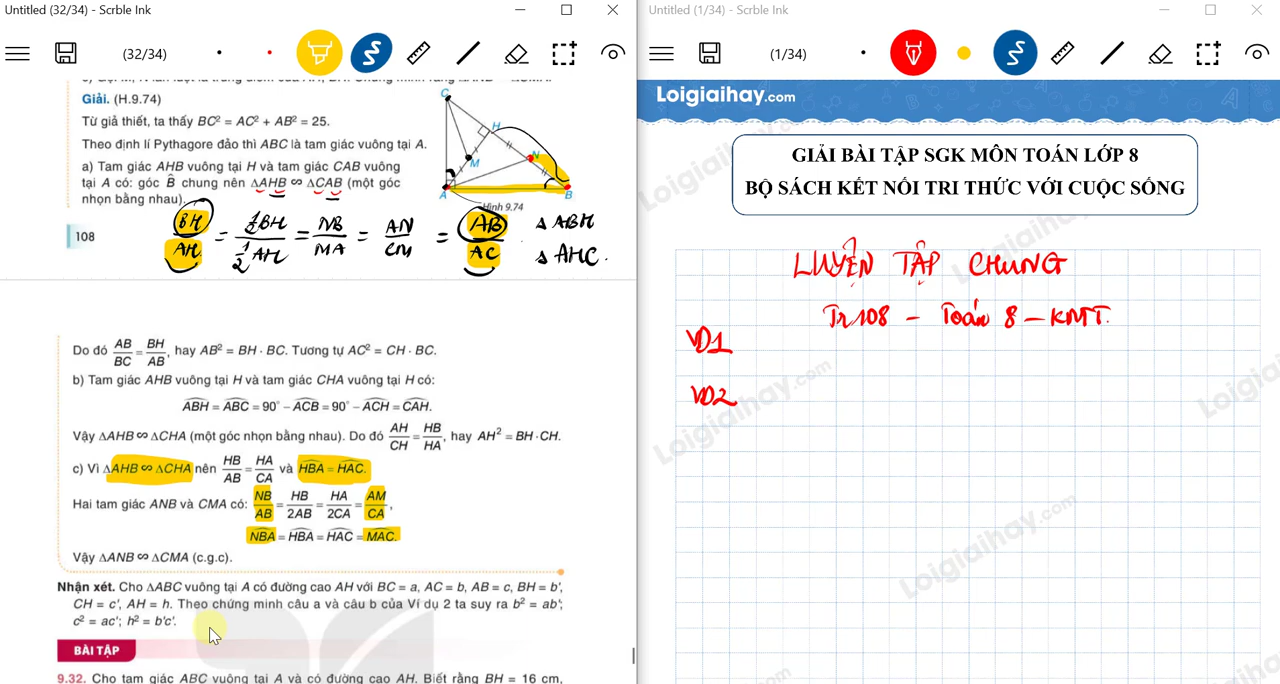 Untitled (32/34) - Scrble Ink
(32/34)
Giải. (H.9.74)
Từ giả thiết, ta thấy BC² = AC² + AB² = 25.
Theo định lí Pythagore đảo thì ABC là tam giác vuông tại A.
a) Tam giác AHB vuông tại H và tam giác CAB vuông
tại A có: góc B̂ chung nên ΔAHB ∽ ΔCAB (một góc
nhọn bằng nhau).
C
H
M
N
A
B
Hình 9.74
108
BH/AH = ½BH/½AH = NB/MA = AN/CM = AB/AC
Δ ABH
Δ AHC.
Do đó AB/BC = BH/AB, hay AB² = BH · BC. Tương tự AC² = CH · BC.
b) Tam giác AHB vuông tại H và tam giác CHA vuông tại H có:
ABH = ABC = 90° − ACB = 90° − ACH = CAH.
Vậy ΔAHB ∽ ΔCHA (một góc nhọn bằng nhau). Do đó AH/CH = HB/HA, hay AH² = BH · CH.
c) Vì ΔAHB ∽ ΔCHA nên HB/AB = HA/CA và HBA = HAC.
Hai tam giác ANB và CMA có: NB/AB = HB/2AB = HA/2CA = AM/CA,
NBA = HBA = HAC = MAC.
Vậy ΔANB ∽ ΔCMA (c.g.c).
Nhận xét. Cho ΔABC vuông tại A có đường cao AH với BC = a, AC = b, AB = c, BH = b',
CH = c', AH = h. Theo chứng minh câu a và câu b của Ví dụ 2 ta suy ra b² = ab';
c² = ac'; h² = b'c'.
BÀI TẬP
9.32. Cho tam giác ABC vuông tại A và có đường cao AH. Biết rằng BH = 16 cm,
Untitled (1/34) - Scrble Ink
(1/34)
Loigiaihay.com
GIẢI BÀI TẬP SGK MÔN TOÁN LỚP 8
BỘ SÁCH KẾT NỐI TRI THỨC VỚI CUỘC SỐNG
LUYỆN TẬP CHUNG
Tr108 – Toán 8 – KNTT.
VD1
VD2
Loigiaihay.com
Loigiaihay.com
Loigiaihay.com